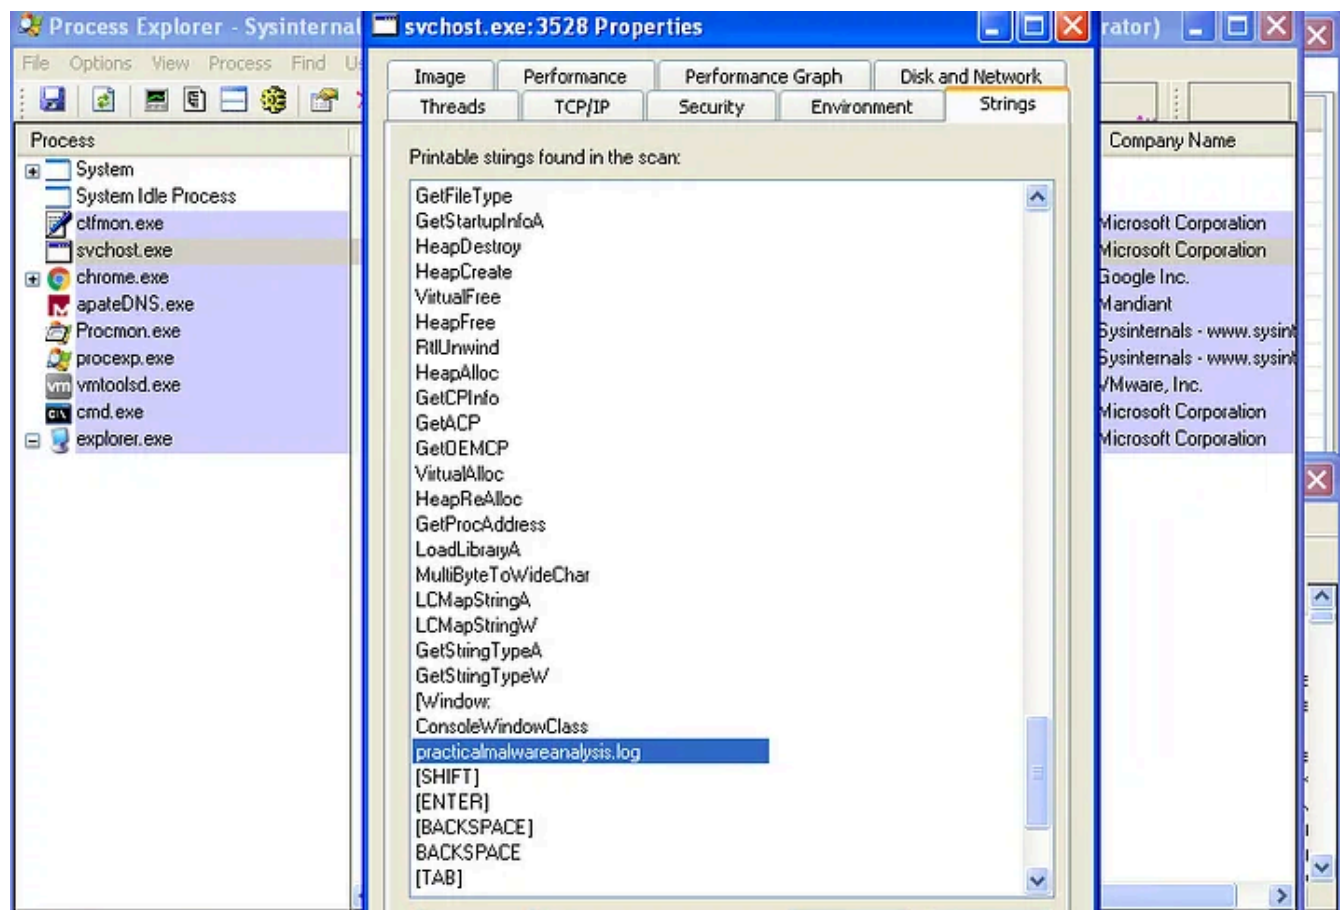 Process Explorer - Sysinternal
File Options View Process Find Us
Process
System
System Idle Process
ctfmon.exe
svchost.exe
chrome.exe
apateDNS.exe
Procmon.exe
procexp.exe
vmtoolsd.exe
cmd.exe
explorer.exe
svchost.exe:3528 Properties
Image Performance Performance Graph Disk and Network
Threads TCP/IP Security Environment Strings
Printable strings found in the scan:
GetFileType
GetStartupInfoA
HeapDestroy
HeapCreate
VirtualFree
HeapFree
RtlUnwind
HeapAlloc
GetCPInfo
GetACP
GetOEMCP
VirtualAlloc
HeapReAlloc
GetProcAddress
LoadLibraryA
MultiByteToWideChar
LCMapStringA
LCMapStringW
GetStringTypeA
GetStringTypeW
[Window:
ConsoleWindowClass
practicalmalwareanalysis.log
[SHIFT]
[ENTER]
[BACKSPACE]
BACKSPACE
[TAB]
rator)
Company Name
Microsoft Corporation
Microsoft Corporation
Google Inc.
Mandiant
Sysinternals - www.sysint
Sysinternals - www.sysint
VMware, Inc.
Microsoft Corporation
Microsoft Corporation